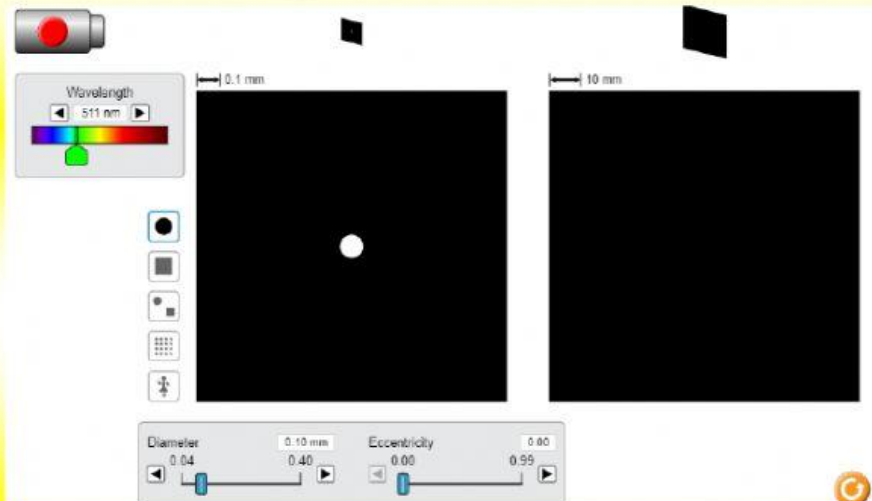 0.1 mm
10 mm
Wavelength
511 nm
Diameter
0.10 mm
0.04
0.40
Eccentricity
0.00
0.00
0.99